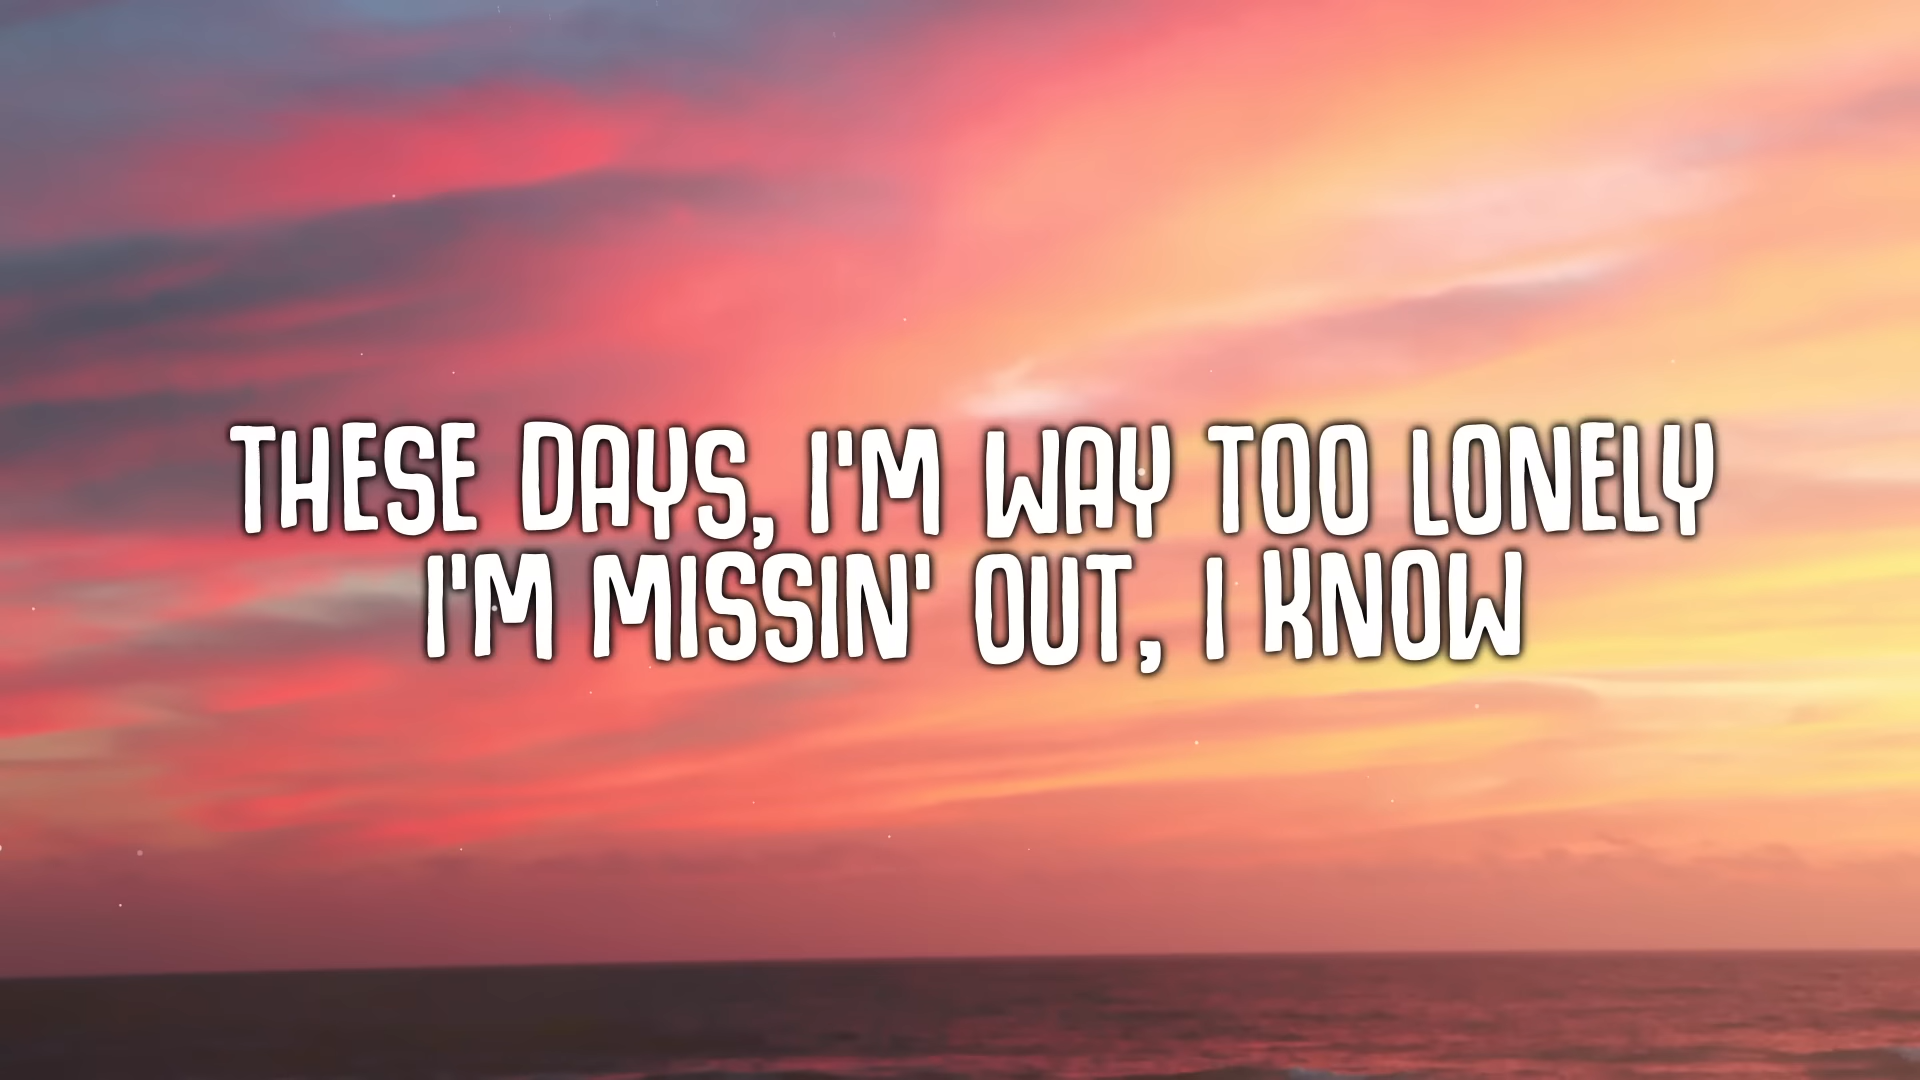 THESE DAYS, I'M WAY TOO LONELY
I'M MISSIN' OUT, I KNOW